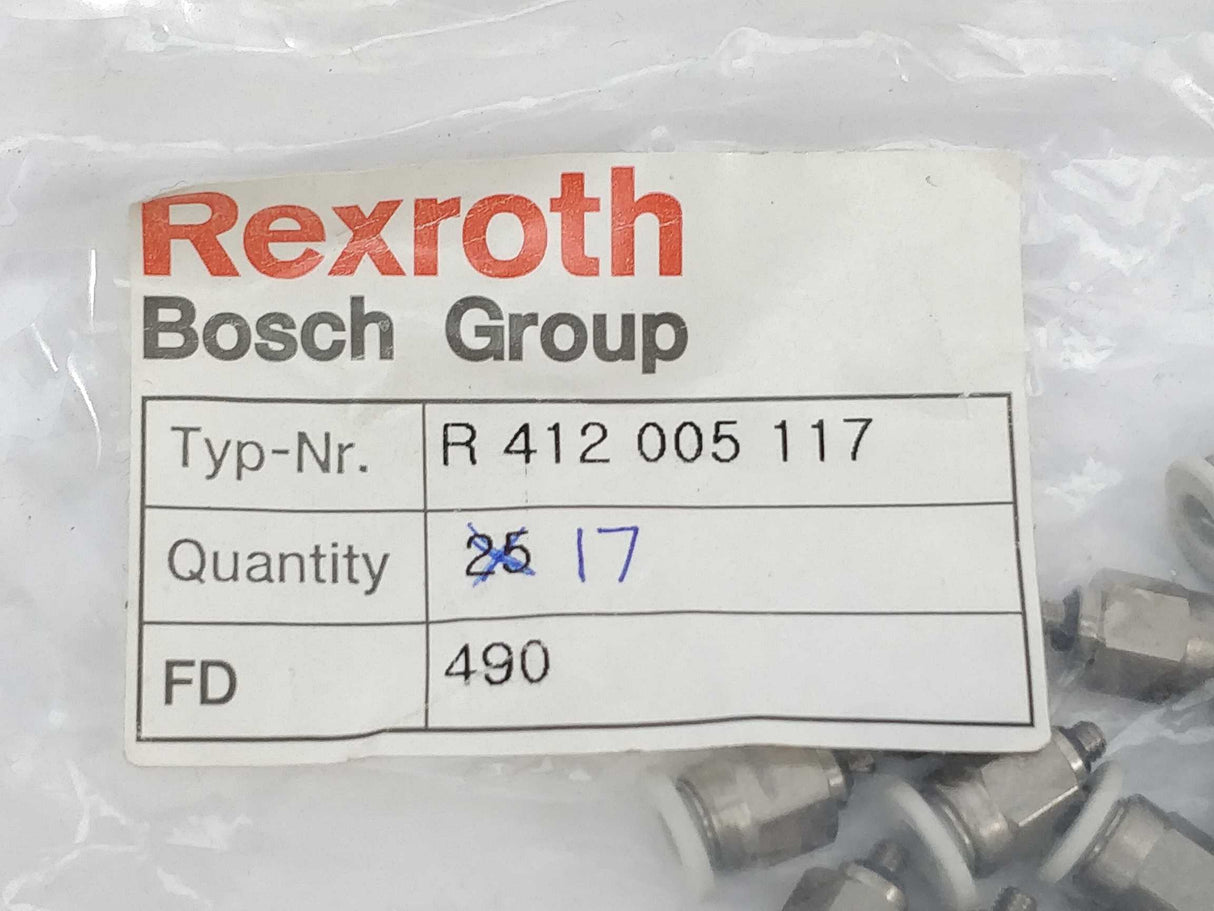 Rexroth
Bosch Group
Typ-Nr. R 412 005 117
Quantity 25 17
FD 490